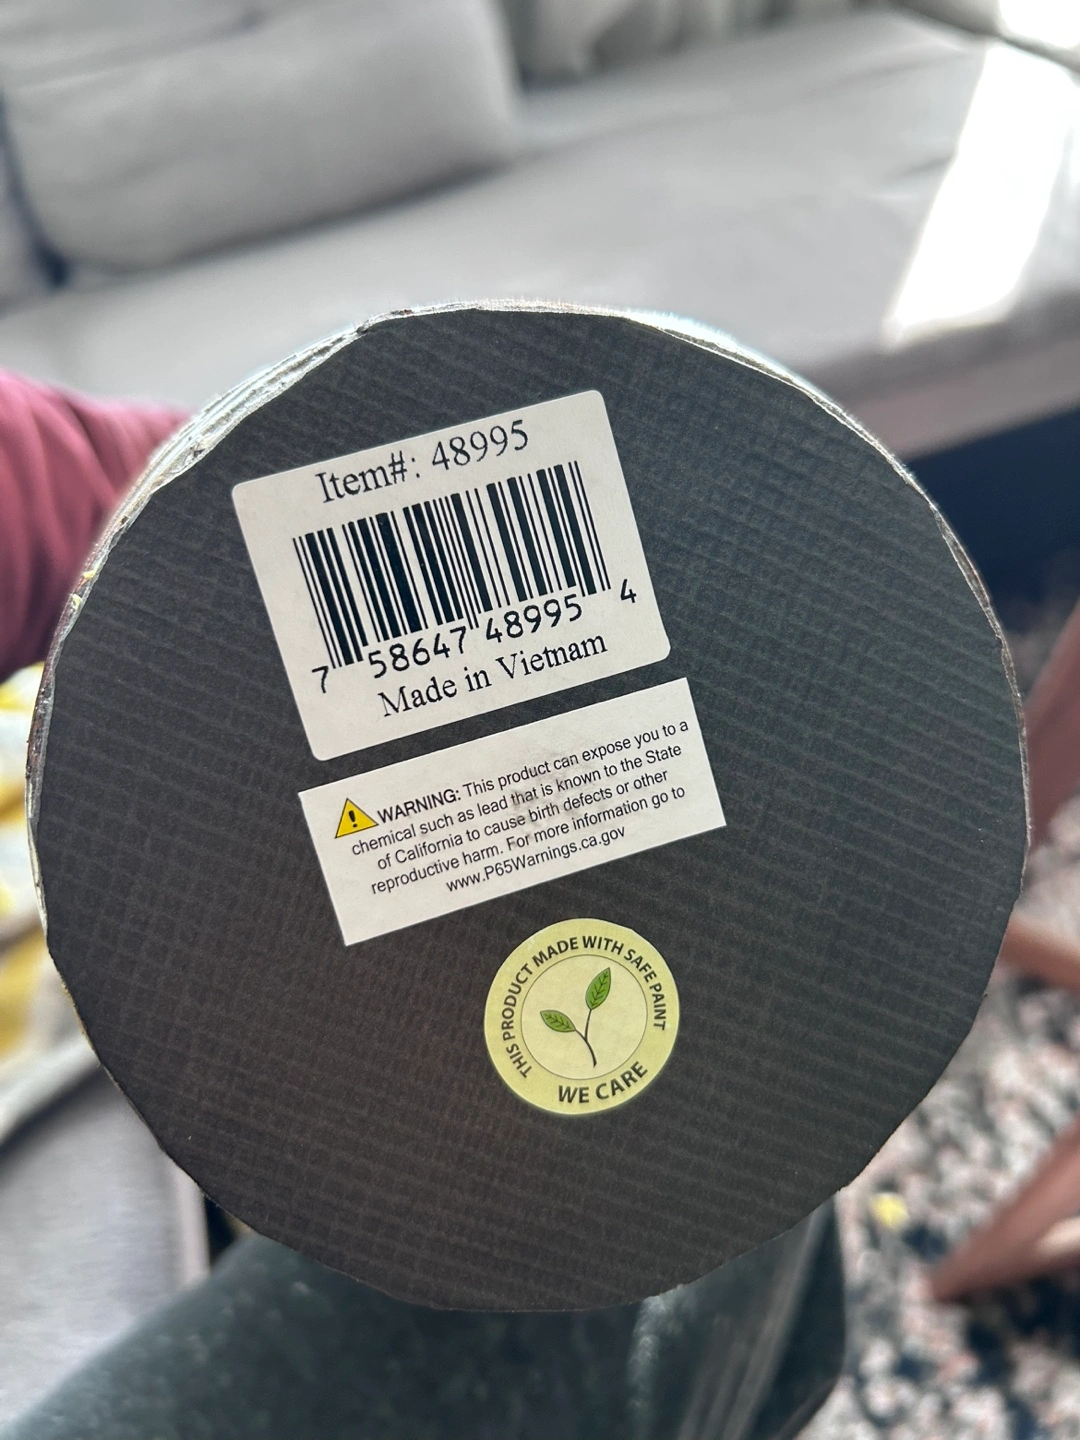 Item#: 48995
7 58647 48995 4
Made in Vietnam
WARNING: This product can expose you to a
chemical such as lead that is known to the State
of California to cause birth defects or other
reproductive harm. For more information go to
www.P65Warnings.ca.gov
THIS PRODUCT MADE WITH SAFE PAINT
WE CARE